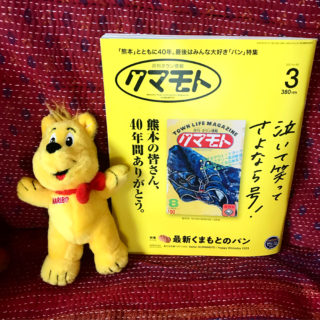 「熊本」とともに40年。最後はみんな大好き「パン」特集
月刊タウン情報
クマモト
3
380
泣いて笑って
さよなら号！
熊本の皆さん、
40年間ありがとう。
TOWN LIFE MAGAZINE
クマモト
8
最新くまもとのパン
HARIBO